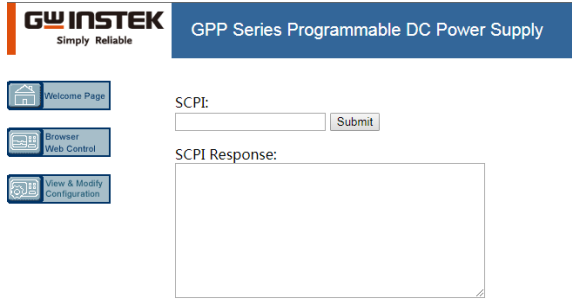 GWINSTEK
Simply Reliable
GPP Series Programmable DC Power Supply
Welcome Page
Browser
Web Control
View & Modify
Configuration
SCPI:
Submit
SCPI Response: